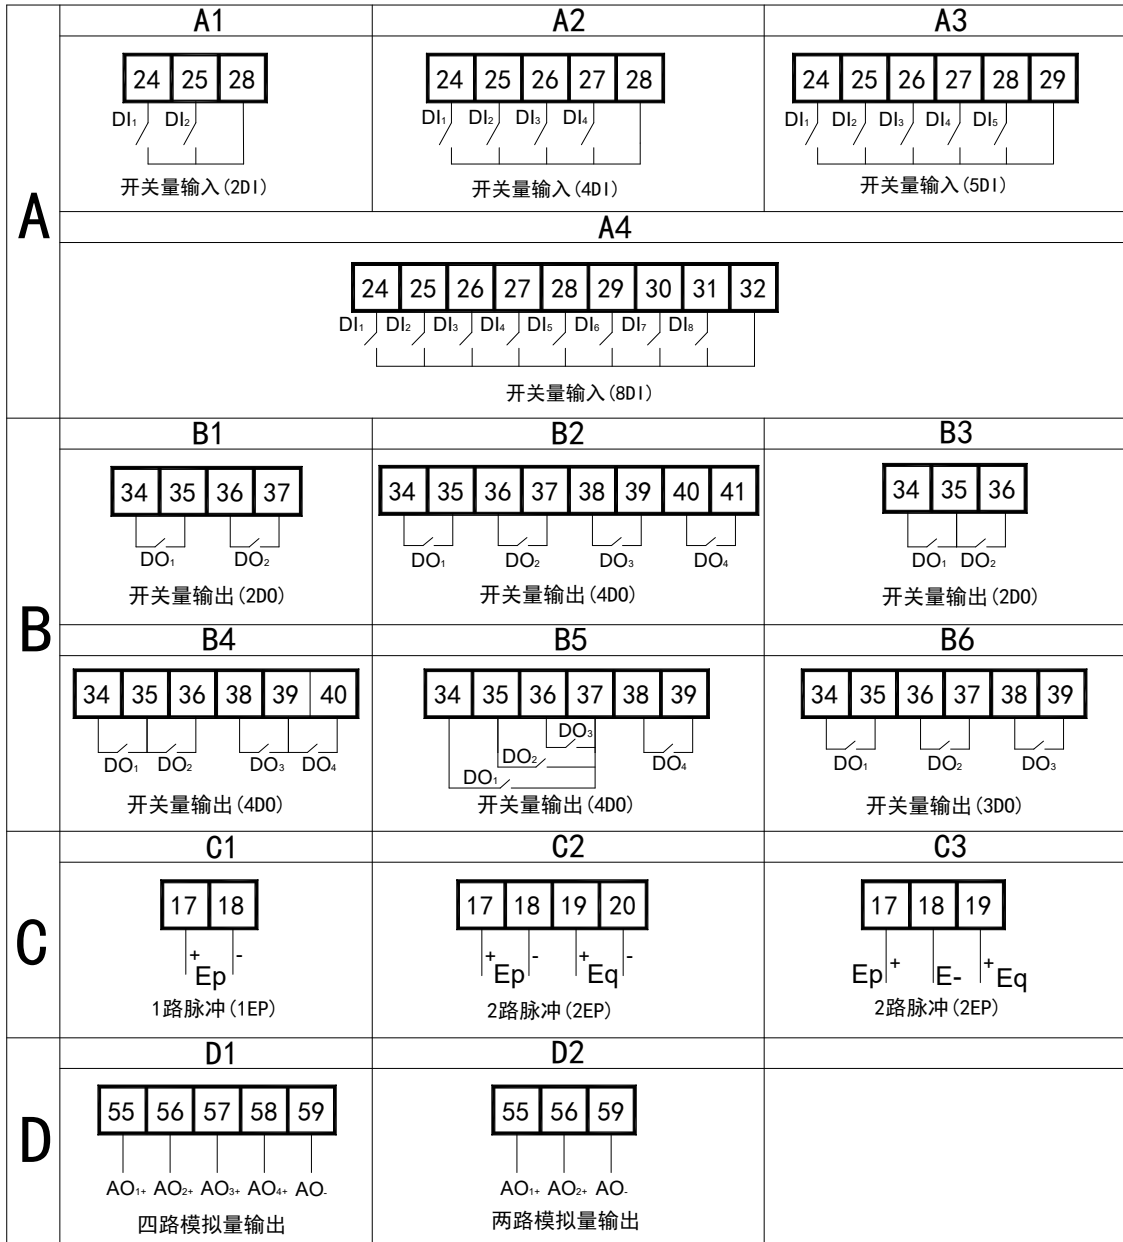 A
A1 A2 A3
24 25 28
DI1 DI2
开关量输入(2DI)
24 25 26 27 28
DI1 DI2 DI3 DI4
开关量输入(4DI)
24 25 26 27 28 29
DI1 DI2 DI3 DI4 DI5
开关量输入(5DI)
A4
24 25 26 27 28 29 30 31 32
DI1 DI2 DI3 DI4 DI5 DI6 DI7 DI8
开关量输入(8DI)
B
B1 B2 B3
34 35 36 37
DO1 DO2
开关量输出(2DO)
34 35 36 37 38 39 40 41
DO1 DO2 DO3 DO4
开关量输出(4DO)
34 35 36
DO1 DO2
开关量输出(2DO)
B4 B5 B6
34 35 36 38 39 40
DO1 DO2 DO3 DO4
开关量输出(4DO)
34 35 36 37 38 39
DO3
DO2 DO4
DO1
开关量输出(4DO)
34 35 36 37 38 39
DO1 DO2 DO3
开关量输出(3DO)
C
C1 C2 C3
17 18
+ Ep -
1路脉冲(1EP)
17 18 19 20
+ Ep - + Eq -
2路脉冲(2EP)
17 18 19
Ep + E- + Eq
2路脉冲(2EP)
D
D1 D2
55 56 57 58 59
AO1+ AO2+ AO3+ AO4+ AO-
四路模拟量输出
55 56 59
AO1+ AO2+ AO-
两路模拟量输出